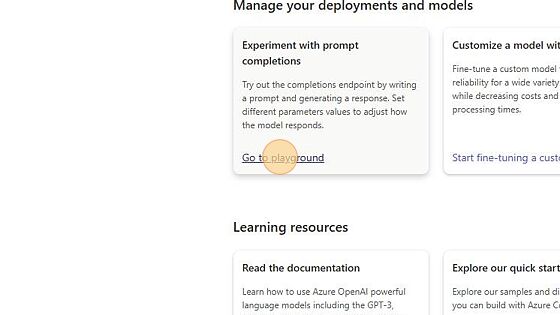 Manage your deployments and models
Experiment with prompt
completions
Try out the completions endpoint by writing
a prompt and generating a response. Set
different parameters values to adjust how
the model responds.
Go to playground
Customize a model wit
Fine-tune a custom model
reliability for a wide variety
while decreasing costs and
processing times.
Start fine-tuning a custo
Learning resources
Read the documentation
Learn how to use Azure OpenAI powerful
language models including the GPT-3,
Explore our quick start
Explore our samples and di
you can build with Azure C